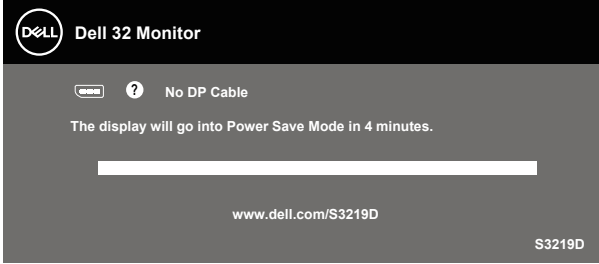 DELL
Dell 32 Monitor
? No DP Cable
The display will go into Power Save Mode in 4 minutes.
www.dell.com/S3219D
S3219D